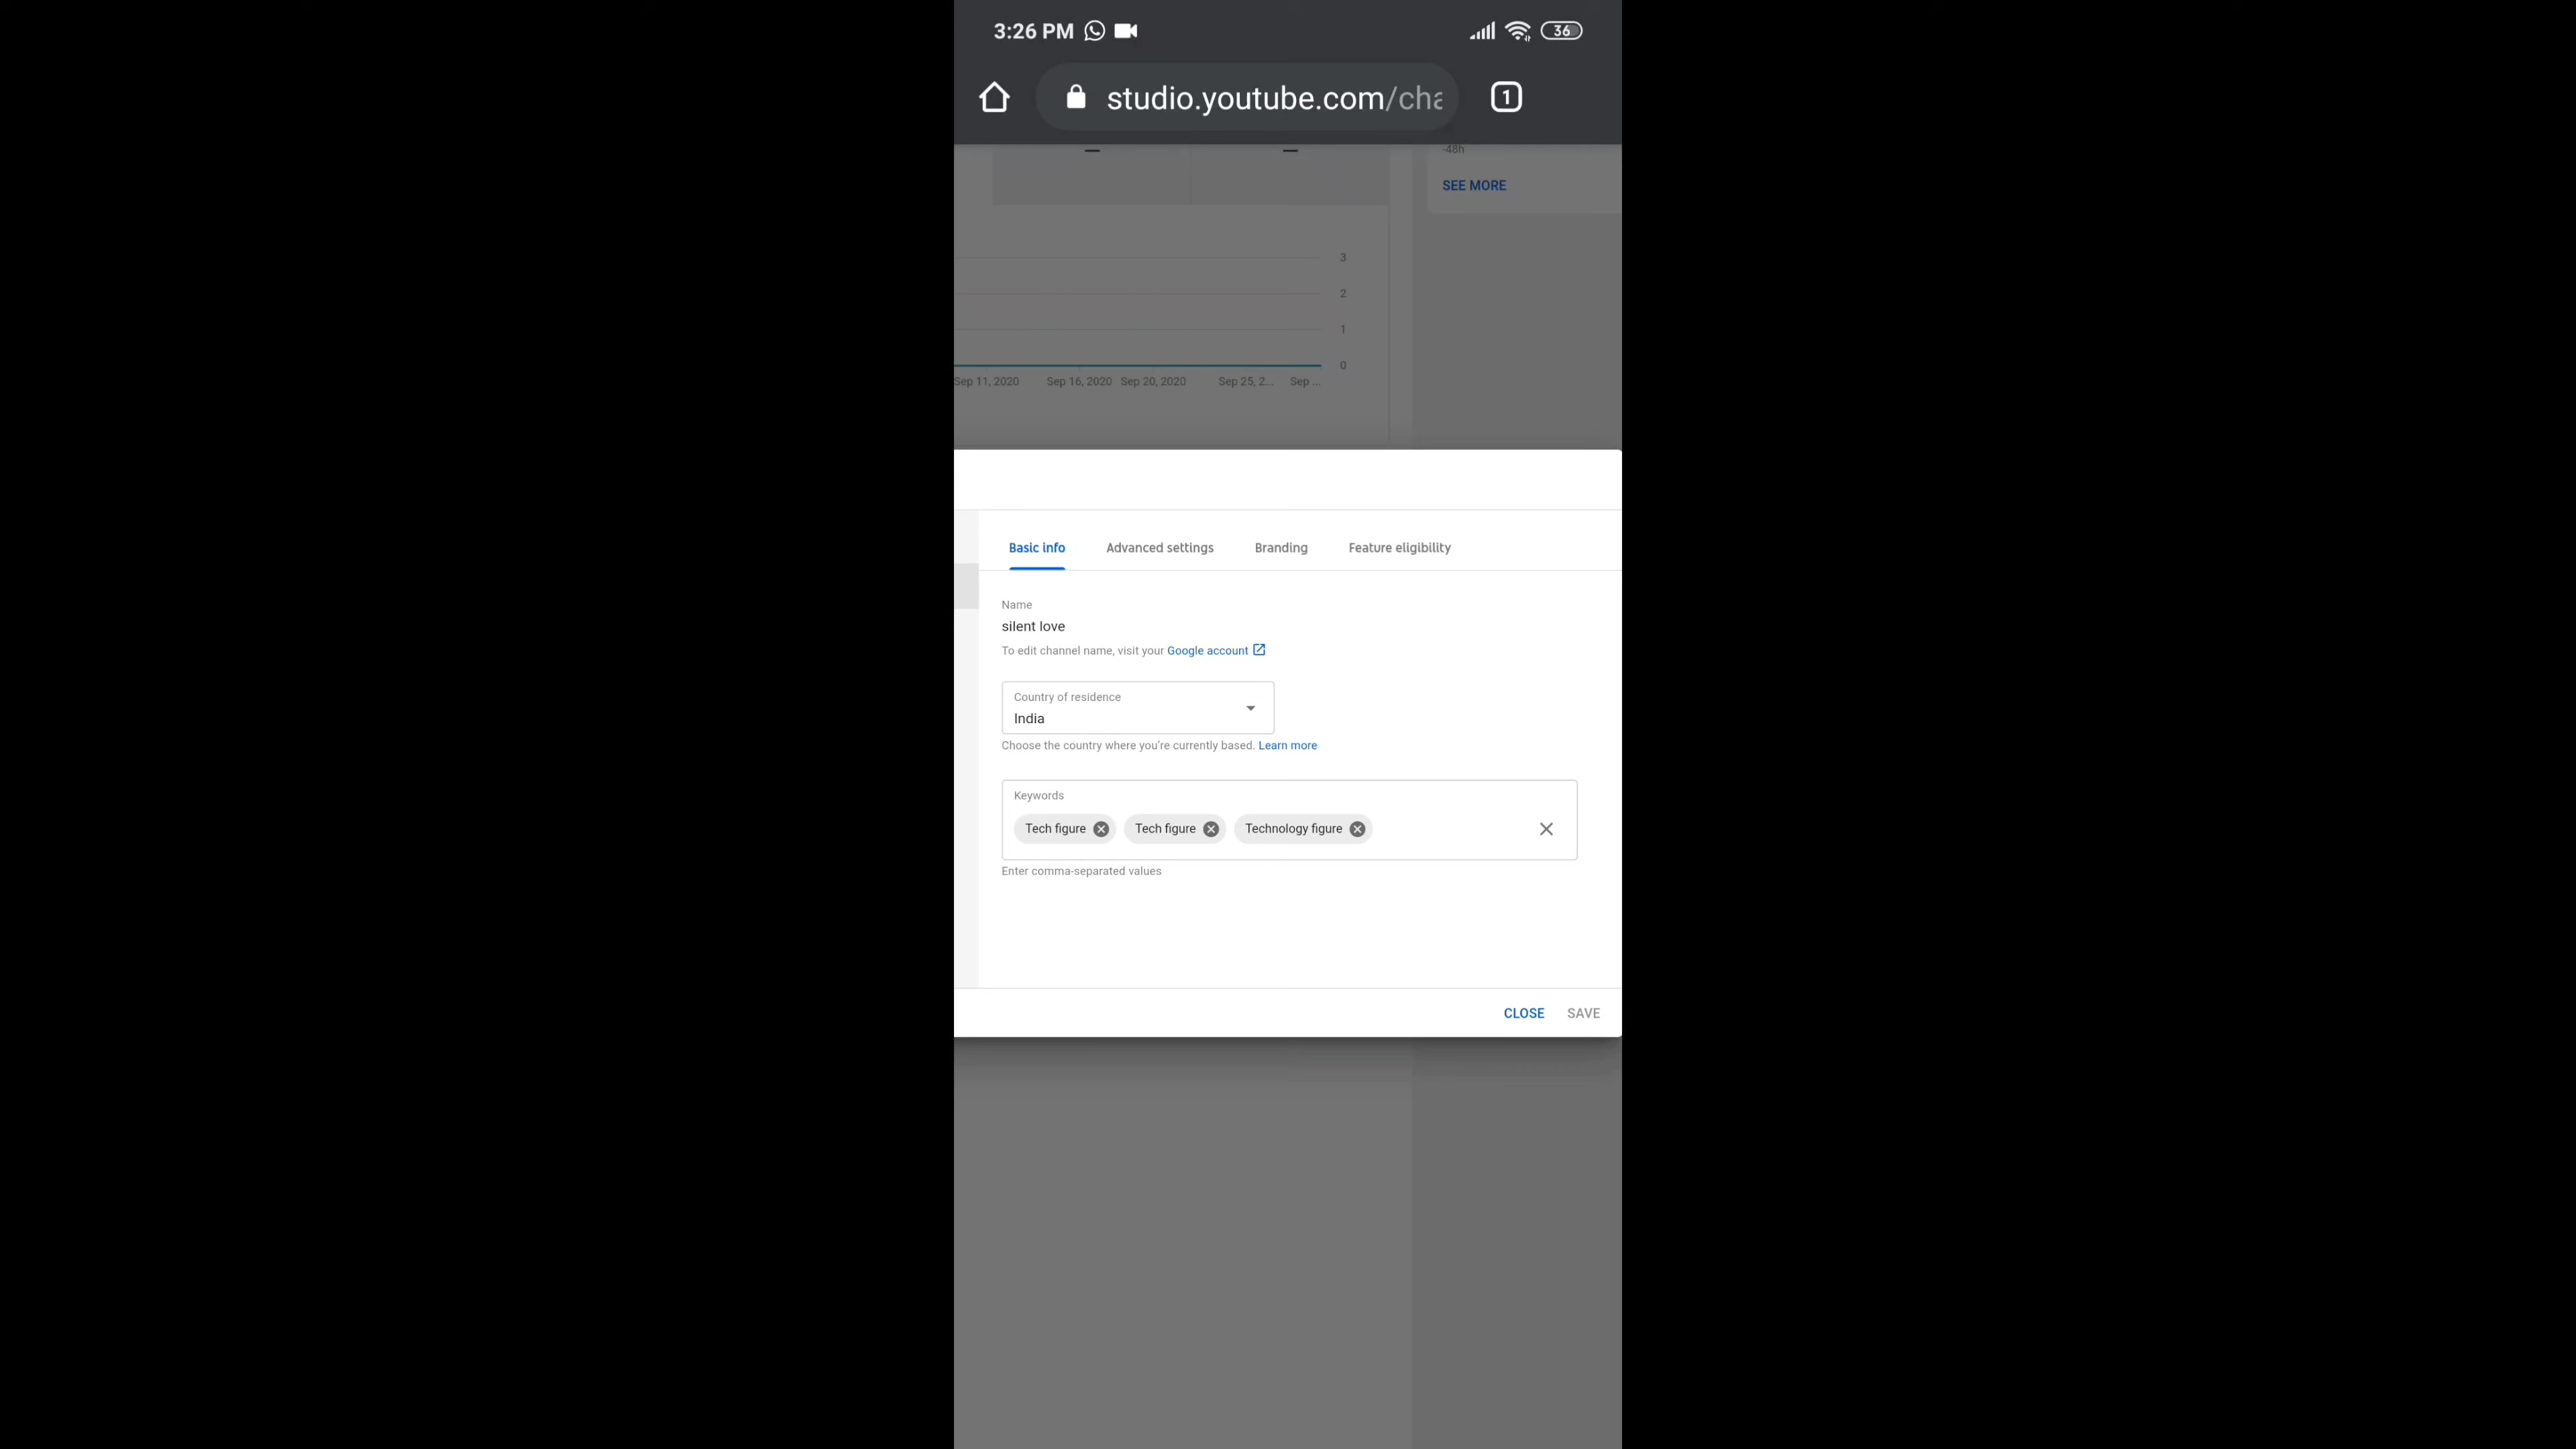 3:26 PM
36
studio.youtube.com/cha
1
-48h
SEE MORE
3
2
1
0
Sep 11, 2020 Sep 16, 2020 Sep 20, 2020 Sep 25, 2... Sep ...
Basic info Advanced settings Branding Feature eligibility
Name
silent love
To edit channel name, visit your Google account
Country of residence
India
Choose the country where you're currently based. Learn more
Keywords
Tech figure Tech figure Technology figure
Enter comma-separated values
CLOSE SAVE